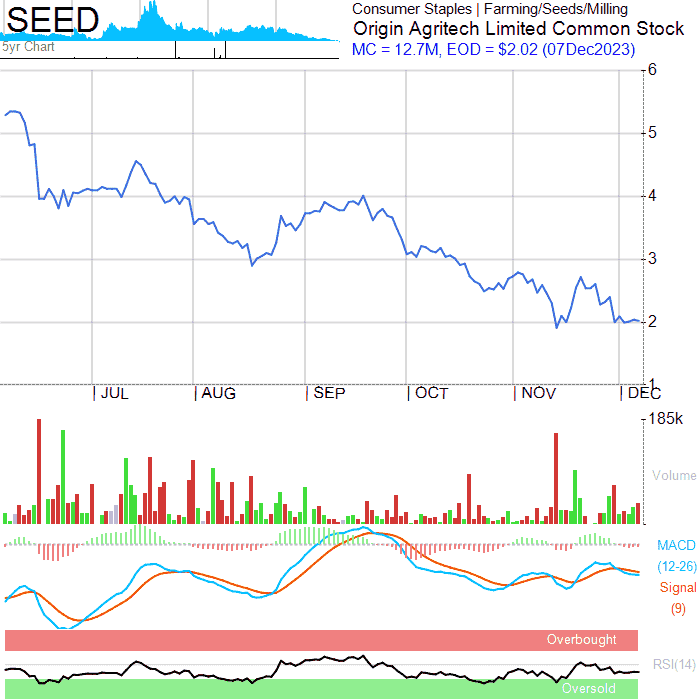 SEED
5yr Chart
Consumer Staples | Farming/Seeds/Milling
Origin Agritech Limited Common Stock
MC = 12.7M, EOD = $2.02 (07Dec2023)
6
5
4
3
2
1
JUL AUG SEP OCT NOV DEC
185k
Volume
MACD
(12-26)
Signal
(9)
Overbought
RSI(14)
Oversold